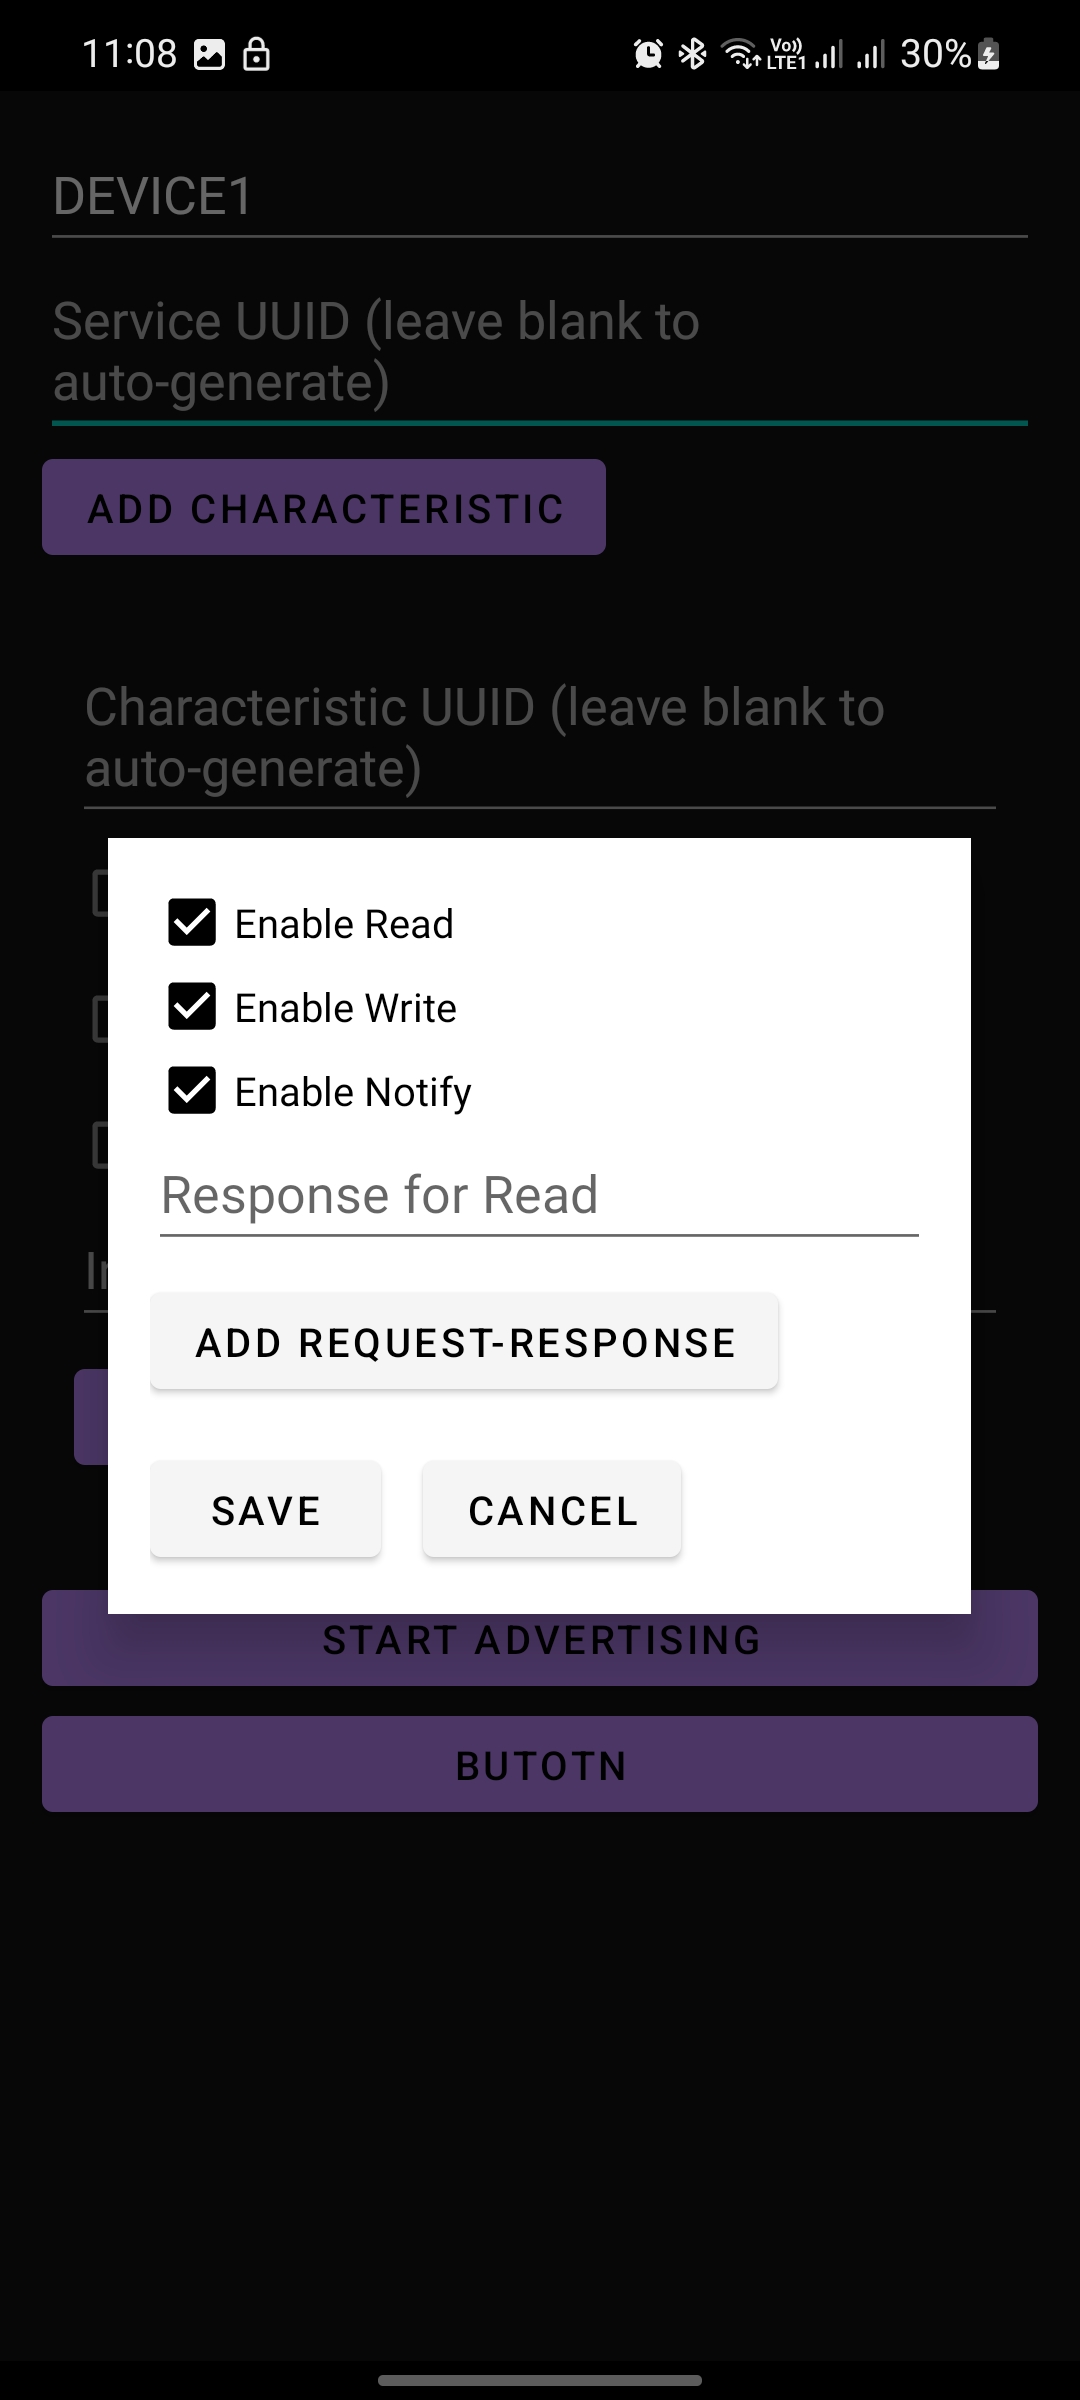 11:08
Vo)) LTE1 30%
DEVICE1
Service UUID (leave blank to
auto-generate)
ADD CHARACTERISTIC
Characteristic UUID (leave blank to
auto-generate)
Enable Read
Enable Write
Enable Notify
Response for Read
ADD REQUEST-RESPONSE
SAVE CANCEL
START ADVERTISING
BUTOTN